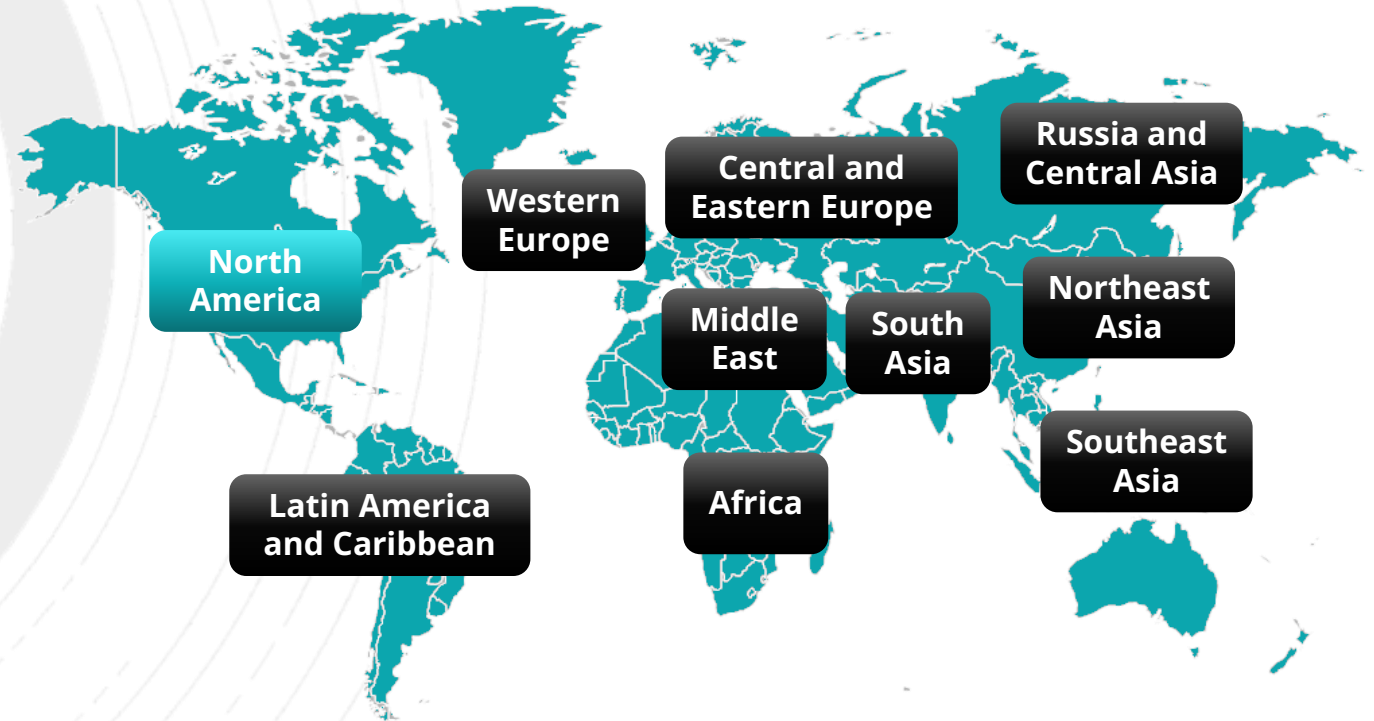 Russia and
Central Asia
Central and
Eastern Europe
Western
Europe
North
America
Northeast
Asia
Middle
East
South
Asia
Southeast
Asia
Africa
Latin America
and Caribbean